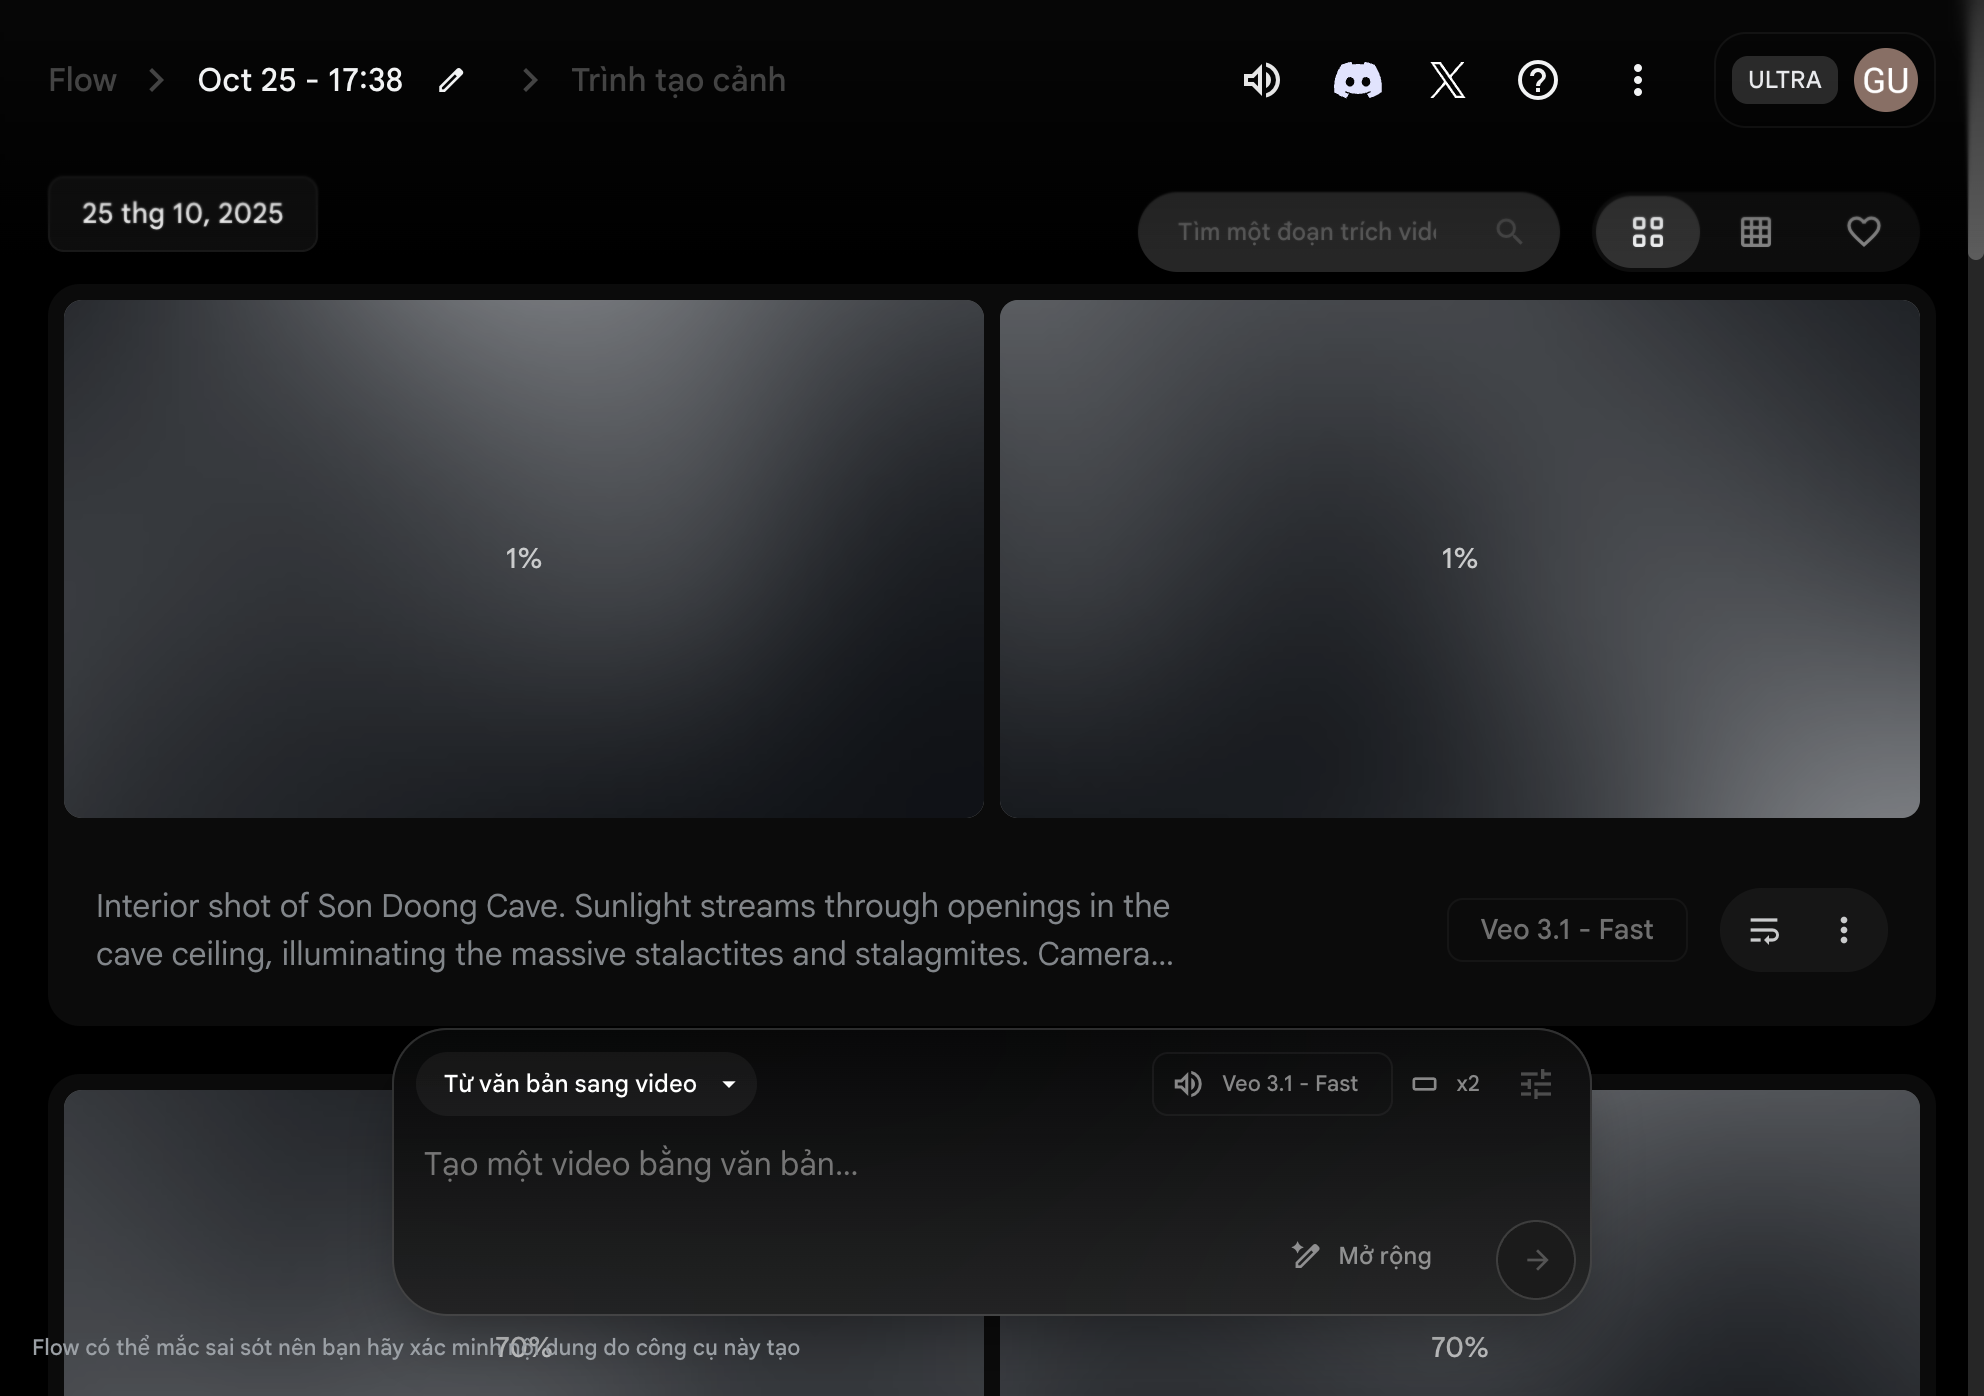 Flow
Oct 25 - 17:38
Trình tạo cảnh
ULTRA
GU
25 thg 10, 2025
Tìm một đoạn trích vid
1%
1%
Interior shot of Son Doong Cave. Sunlight streams through openings in the
cave ceiling, illuminating the massive stalactites and stalagmites. Camera...
Veo 3.1 - Fast
Từ văn bản sang video
Veo 3.1 - Fast
x2
Tạo một video bằng văn bản...
Mở rộng
Flow có thể mắc sai sót nên bạn hãy xác minh nội dung do công cụ này tạo
70%
70%